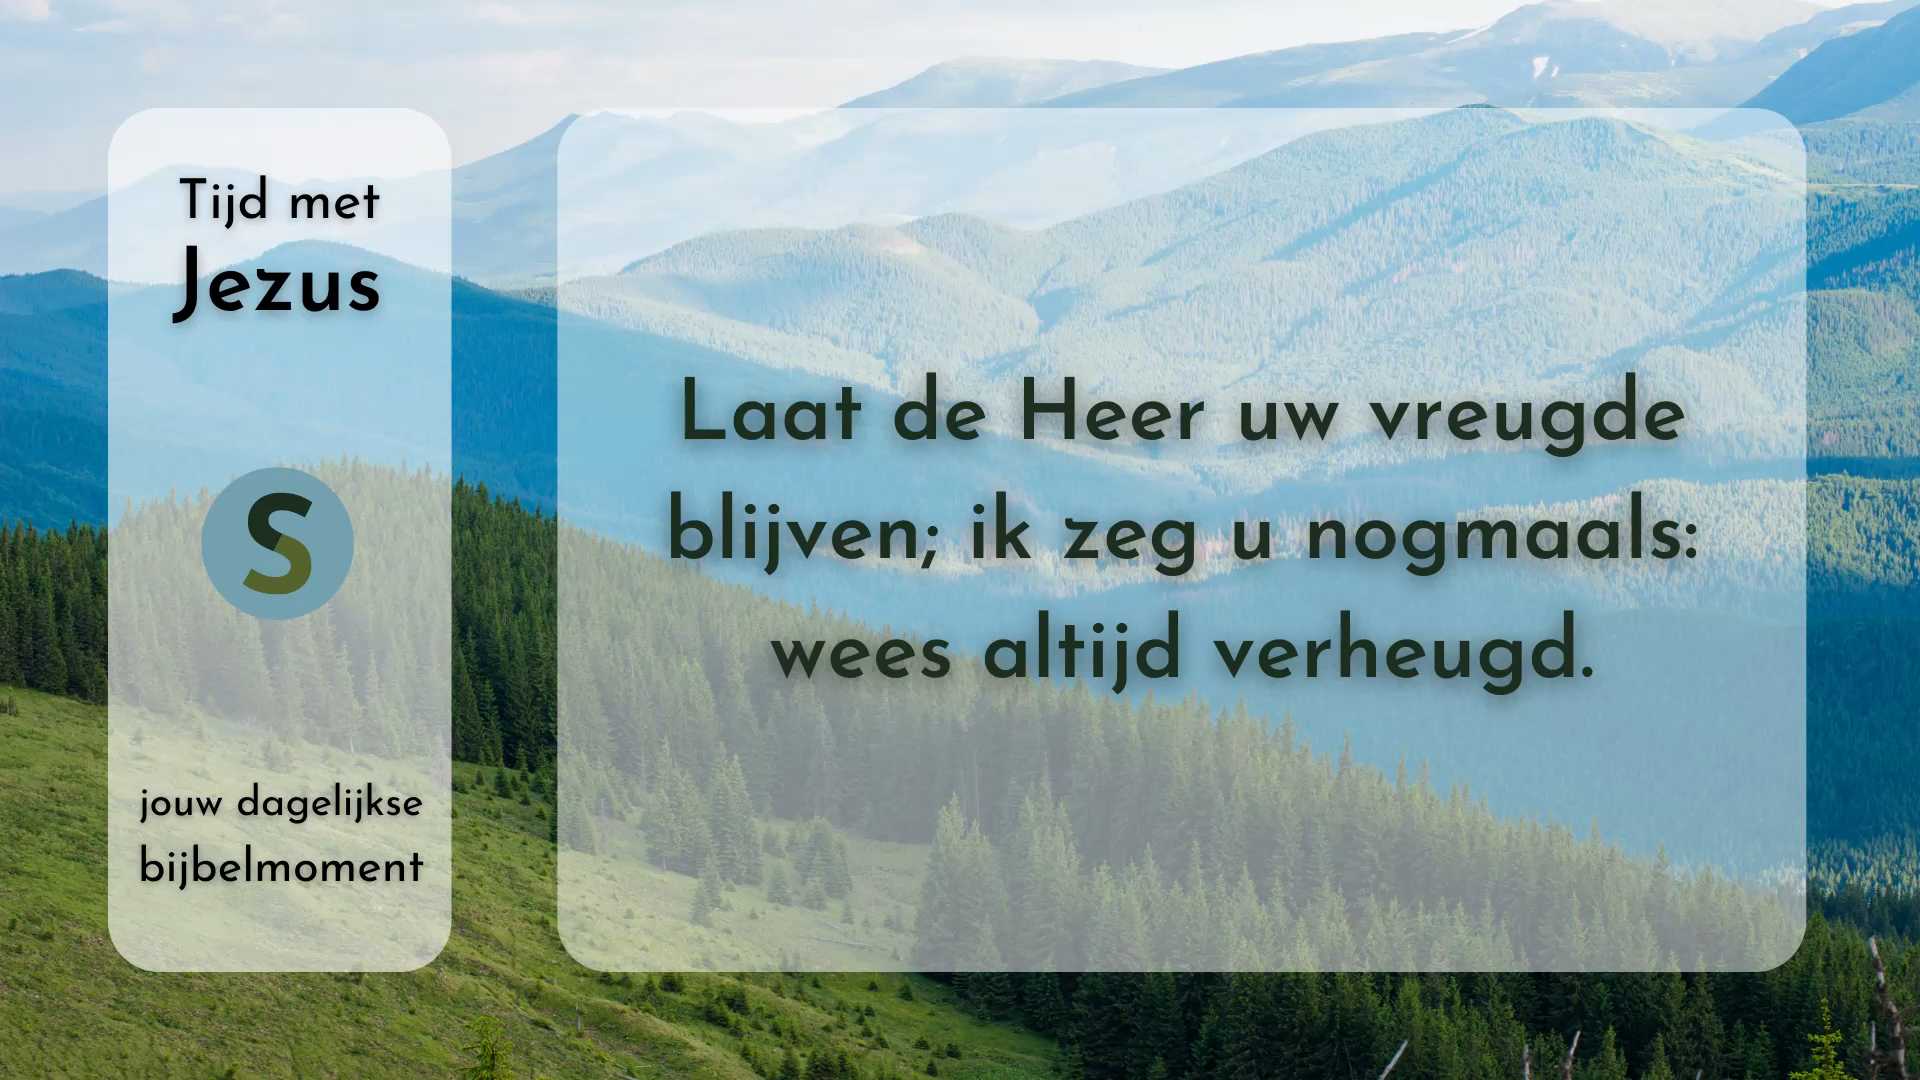 Tijd met
Jezus
S
jouw dagelijkse
bijbelmoment
Laat de Heer uw vreugde
blijven; ik zeg u nogmaals:
wees altijd verheugd.